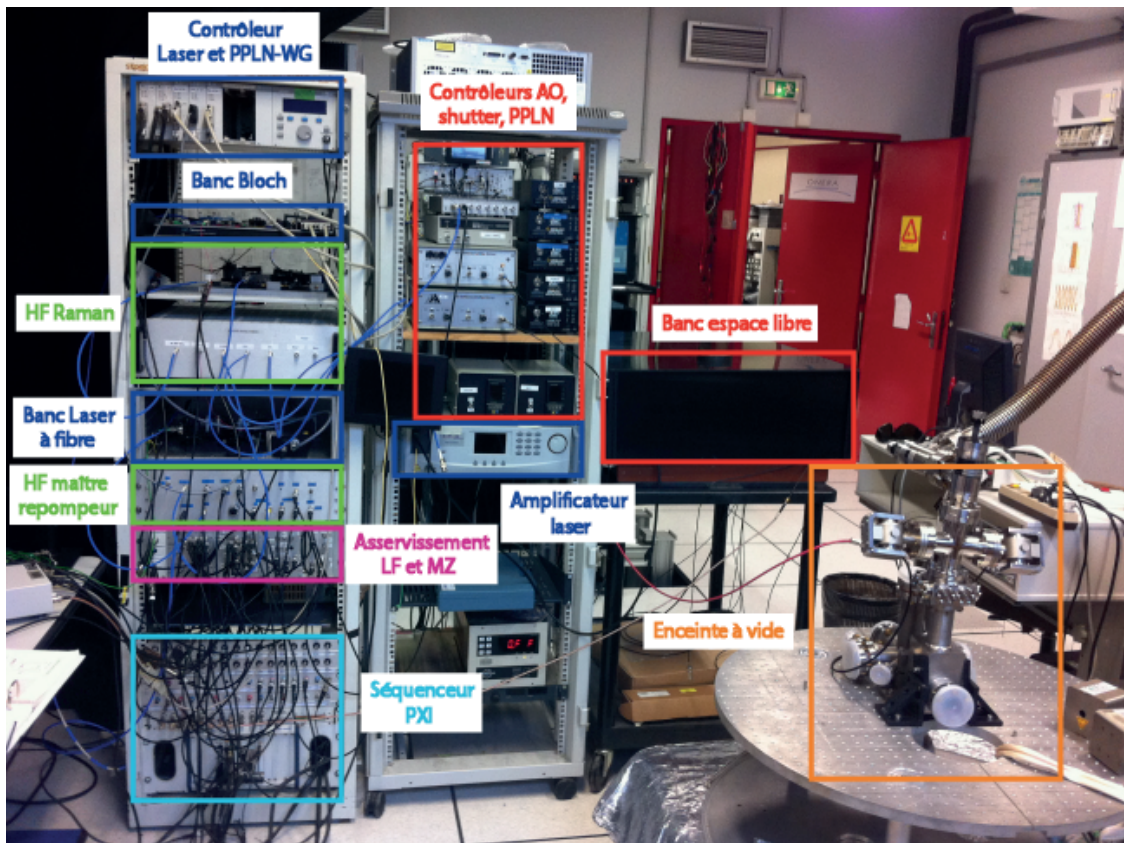 Contrôleur
Laser et PPLN-WG
Contrôleurs AO,
shutter, PPLN
Banc Bloch
ONERA
HF Raman
Banc espace libre
Banc Laser
à fibre
HF maître
repompeur
Amplificateur
laser
Asservissement
LF et MZ
Enceinte à vide
Séquenceur
PXI